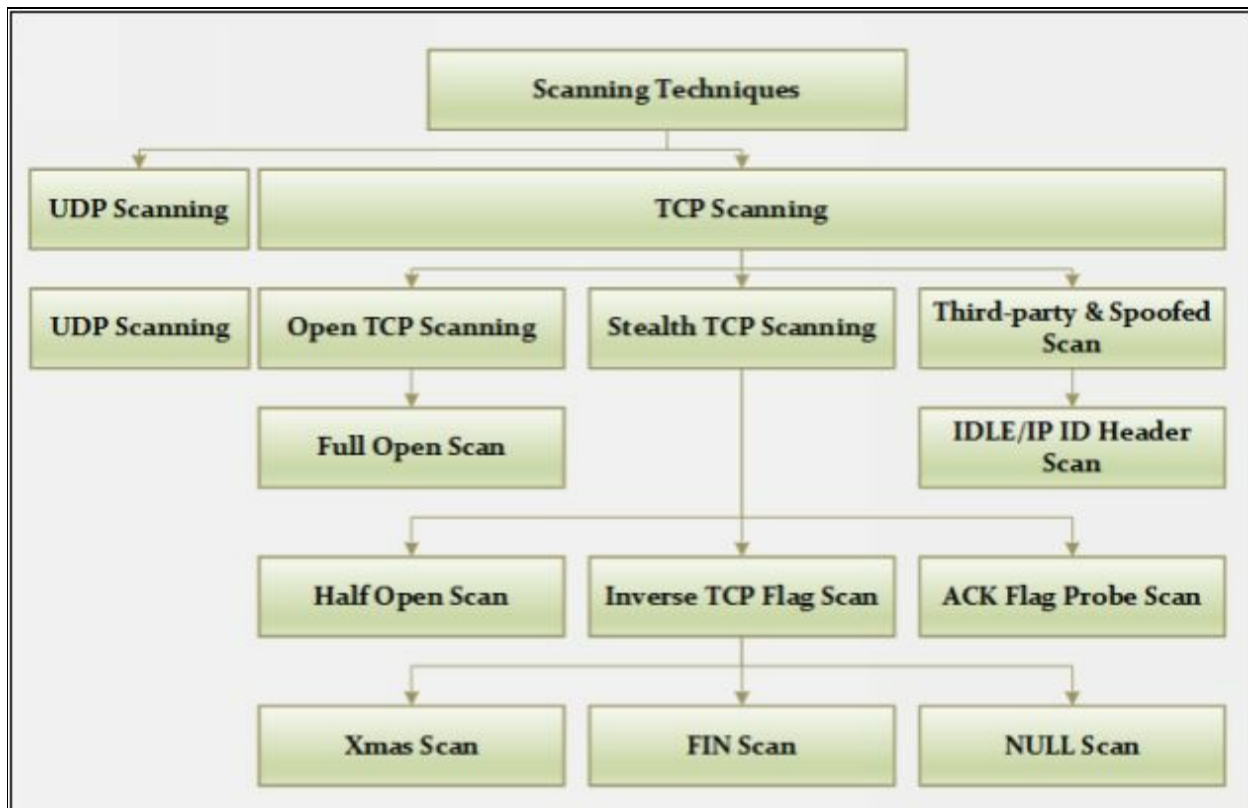 Scanning Techniques
UDP Scanning
TCP Scanning
UDP Scanning
Open TCP Scanning
Stealth TCP Scanning
Third-party & Spoofed
Scan
Full Open Scan
IDLE/IP ID Header
Scan
Half Open Scan
Inverse TCP Flag Scan
ACK Flag Probe Scan
Xmas Scan
FIN Scan
NULL Scan